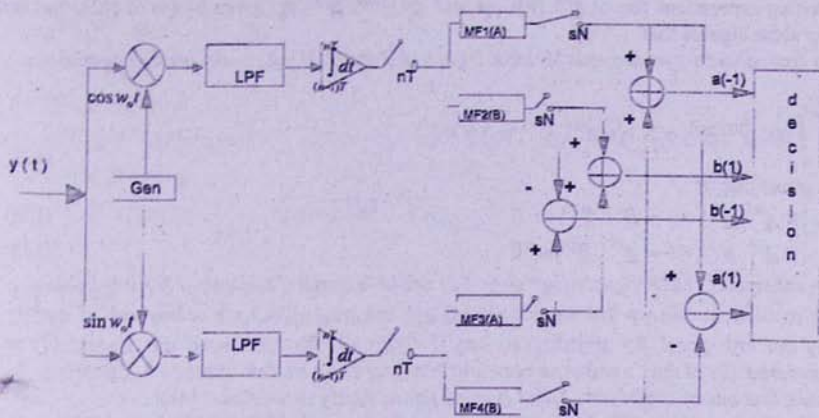 MF1(A)
sN
LPF
∫dt
nT
(n-1)T
nT
+
a(-1)
cos w₀t
MF2(B)
sN
+
+
b(1)
y(t)
Gen
-
+
b(-1)
+
+
a(1)
sin w₀t
MF3(A)
sN
LPF
∫dt
(n-1)T
nT
MF4(B)
sN
decision